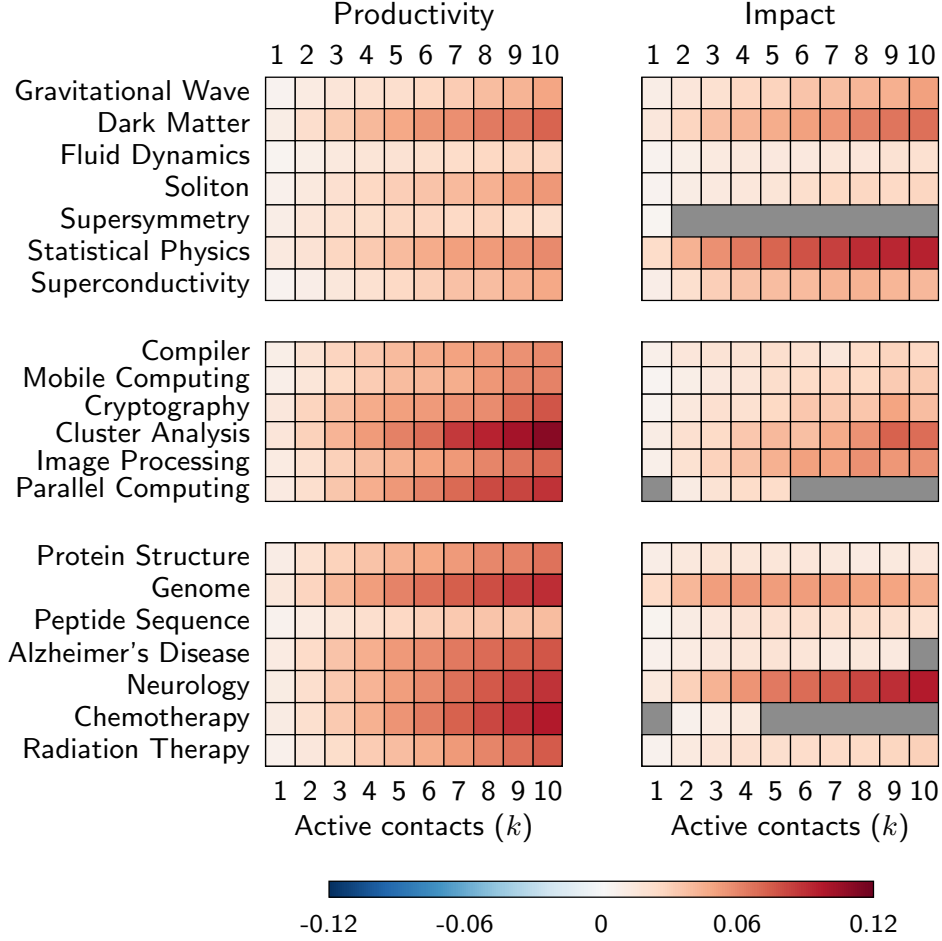 Productivity Impact
1 2 3 4 5 6 7 8 9 10 1 2 3 4 5 6 7 8 9 10
Gravitational Wave
Dark Matter
Fluid Dynamics
Soliton
Supersymmetry
Statistical Physics
Superconductivity
Compiler
Mobile Computing
Cryptography
Cluster Analysis
Image Processing
Parallel Computing
Protein Structure
Genome
Peptide Sequence
Alzheimer's Disease
Neurology
Chemotherapy
Radiation Therapy
1 2 3 4 5 6 7 8 9 10 1 2 3 4 5 6 7 8 9 10
Active contacts (k) Active contacts (k)
-0.12 -0.06 0 0.06 0.12